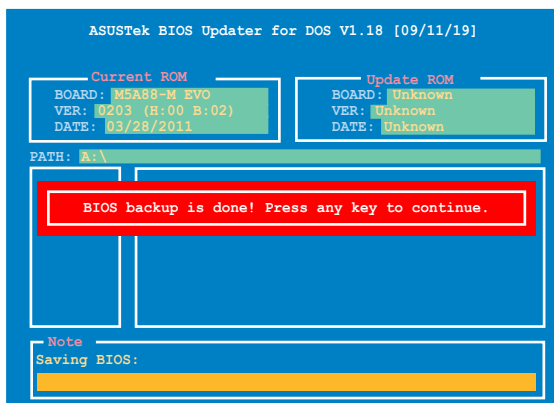 ASUSTek BIOS Updater for DOS V1.18 [09/11/19]
Current ROM
BOARD: M5A88-M EVO
VER: 0203 (H:00 B:02)
DATE: 03/28/2011
Update ROM
BOARD: Unknown
VER: Unknown
DATE: Unknown
PATH: A:\
BIOS backup is done! Press any key to continue.
Note
Saving BIOS: